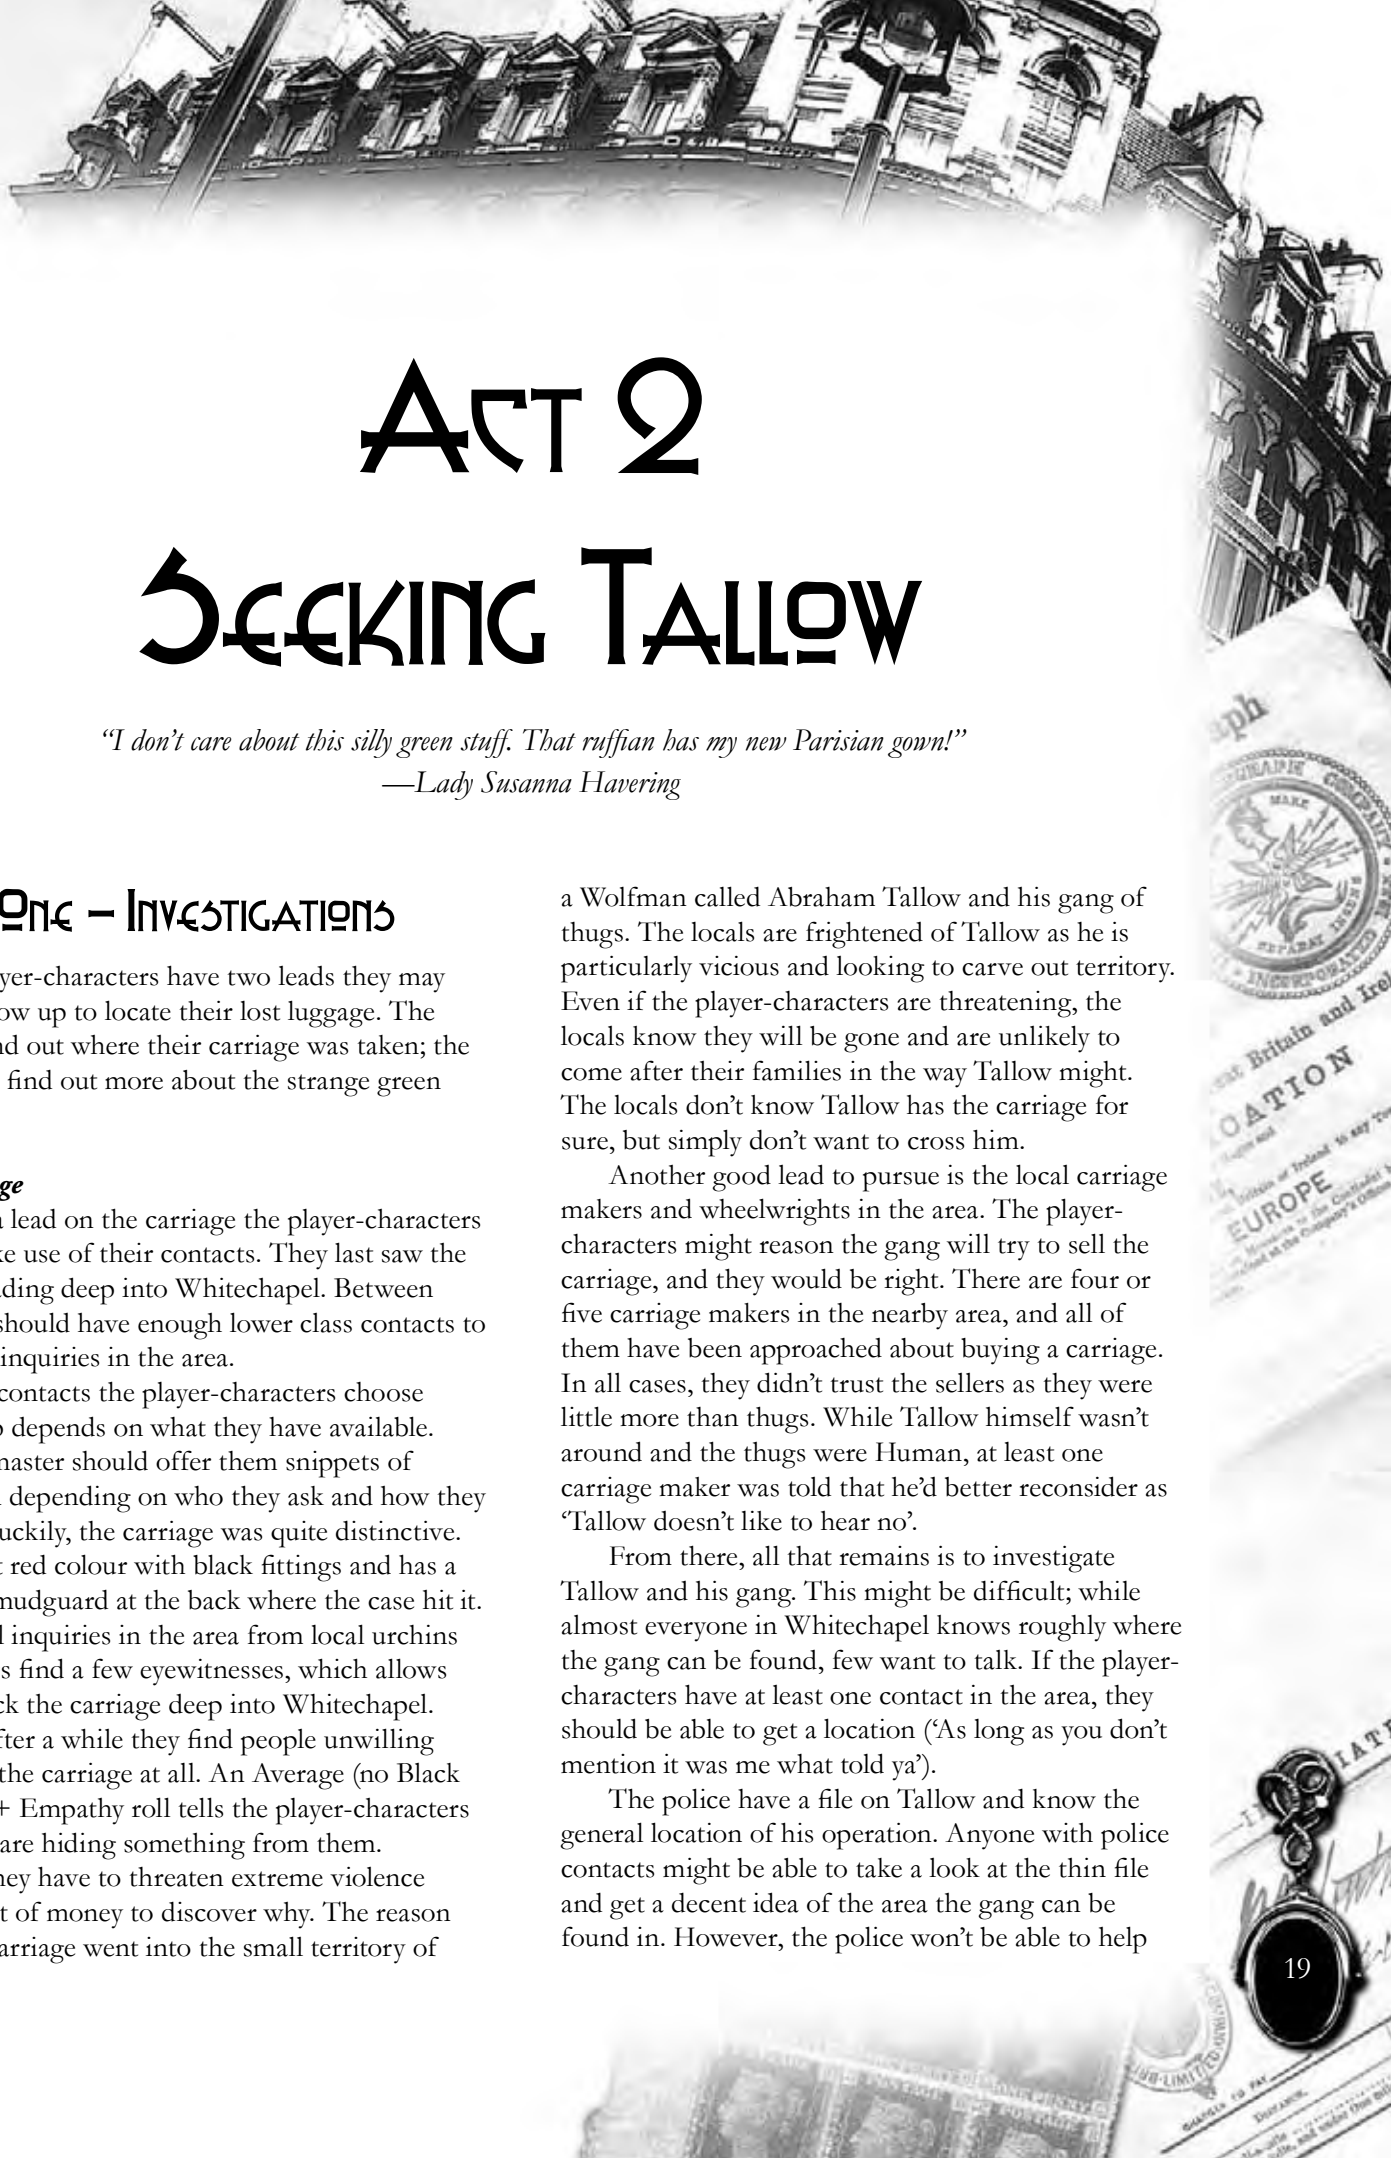 Act 2
Seeking Tallow
“I don’t care about this silly green stuff. That ruffian has my new Parisian gown!”
—Lady Susanna Havering
One – Investigations
yer-characters have two leads they may
ow up to locate their lost luggage. The
nd out where their carriage was taken; the
find out more about the strange green
ge
a lead on the carriage the player-characters
ke use of their contacts. They last saw the
ading deep into Whitechapel. Between
should have enough lower class contacts to
inquiries in the area.
contacts the player-characters choose
o depends on what they have available.
master should offer them snippets of
depending on who they ask and how they
uckily, the carriage was quite distinctive.
t red colour with black fittings and has a
mudguard at the back where the case hit it.
l inquiries in the area from local urchins
s find a few eyewitnesses, which allows
ck the carriage deep into Whitechapel.
fter a while they find people unwilling
the carriage at all. An Average (no Black
+ Empathy roll tells the player-characters
are hiding something from them.
hey have to threaten extreme violence
t of money to discover why. The reason
arriage went into the small territory of
a Wolfman called Abraham Tallow and his gang of
thugs. The locals are frightened of Tallow as he is
particularly vicious and looking to carve out territory.
Even if the player-characters are threatening, the
locals know they will be gone and are unlikely to
come after their families in the way Tallow might.
The locals don’t know Tallow has the carriage for
sure, but simply don’t want to cross him.
Another good lead to pursue is the local carriage
makers and wheelwrights in the area. The player-
characters might reason the gang will try to sell the
carriage, and they would be right. There are four or
five carriage makers in the nearby area, and all of
them have been approached about buying a carriage.
In all cases, they didn’t trust the sellers as they were
little more than thugs. While Tallow himself wasn’t
around and the thugs were Human, at least one
carriage maker was told that he’d better reconsider as
‘Tallow doesn’t like to hear no’.
From there, all that remains is to investigate
Tallow and his gang. This might be difficult; while
almost everyone in Whitechapel knows roughly where
the gang can be found, few want to talk. If the player-
characters have at least one contact in the area, they
should be able to get a location (‘As long as you don’t
mention it was me what told ya’).
The police have a file on Tallow and know the
general location of his operation. Anyone with police
contacts might be able to take a look at the thin file
and get a decent idea of the area the gang can be
found in. However, the police won’t be able to help
aph
GRAPH COMPANY
INCORPORATED
Britain and Irel
CATION
EUROPE
19